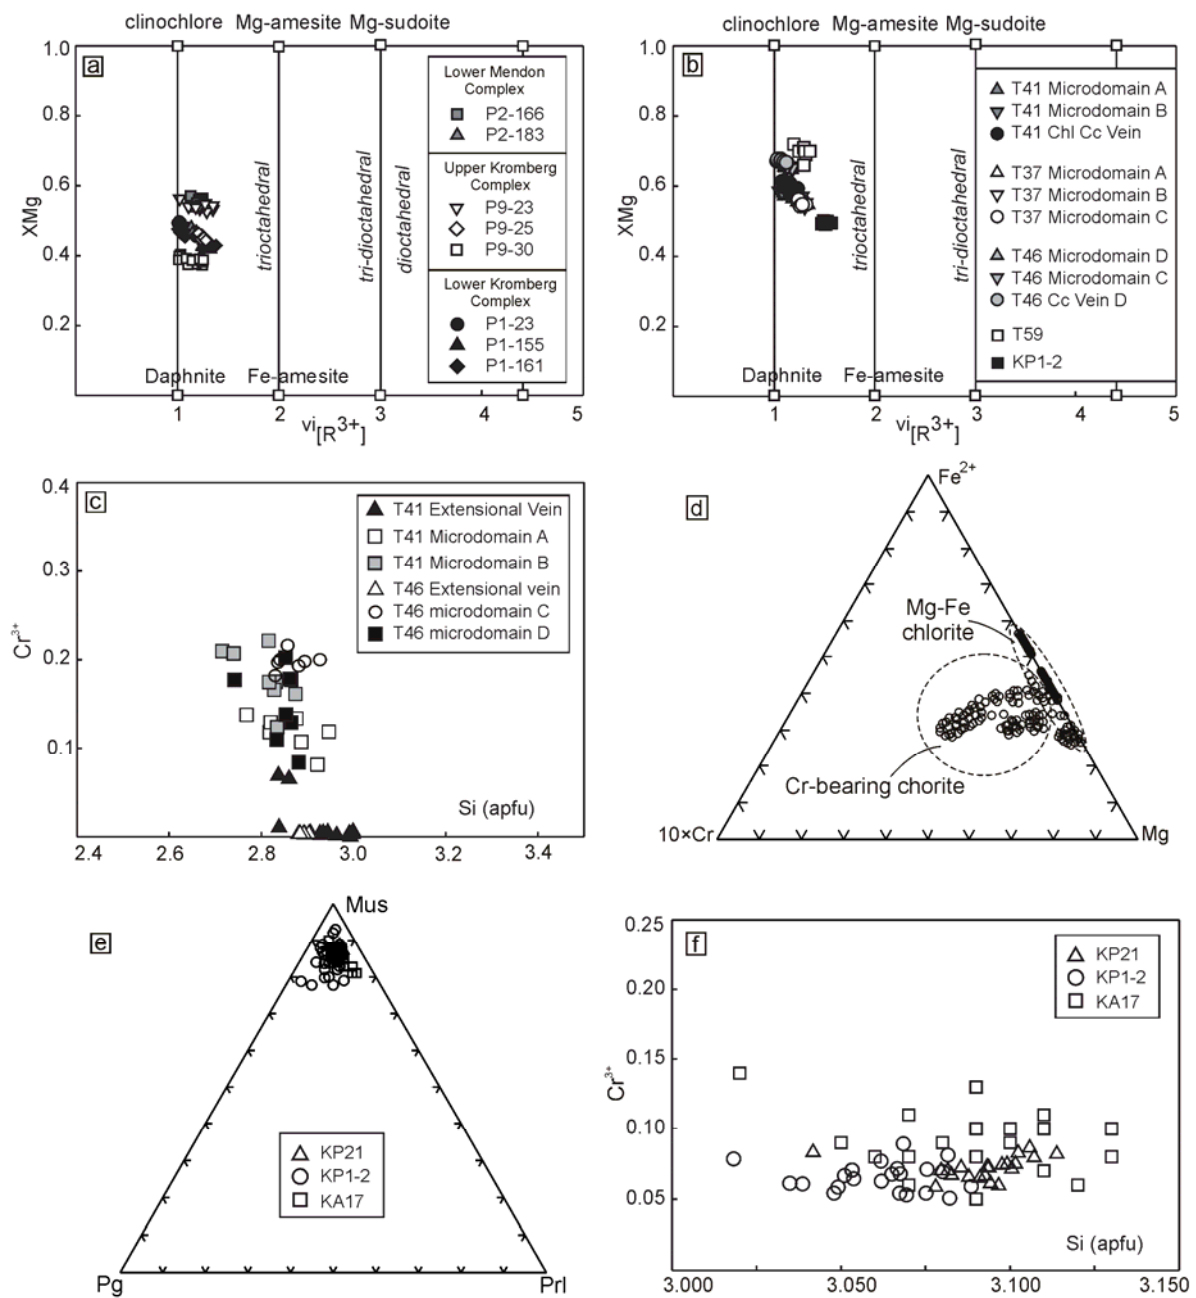 clinochlore Mg-amesite Mg-sudoite
a
1.0
0.8
0.6
0.4
0.2
XMg
trioctahedral
tri-dioctahedral
dioctahedral
Lower Mendon
Complex
P2-166
P2-183
Upper Kromberg
Complex
P9-23
P9-25
P9-30
Lower Kromberg
Complex
P1-23
P1-155
P1-161
Daphnite Fe-amesite
1 2 3 4 5
vi[R3+]
clinochlore Mg-amesite Mg-sudoite
b
1.0
0.8
0.6
0.4
0.2
XMg
trioctahedral
tri-dioctahedral
T41 Microdomain A
T41 Microdomain B
T41 Chl Cc Vein
T37 Microdomain A
T37 Microdomain B
T37 Microdomain C
T46 Microdomain D
T46 Microdomain C
T46 Cc Vein D
T59
KP1-2
Daphnite Fe-amesite
1 2 3 4 5
vi[R3+]
c
0.4
0.3
0.2
0.1
Cr3+
T41 Extensional Vein
T41 Microdomain A
T41 Microdomain B
T46 Extensional vein
T46 microdomain C
T46 microdomain D
Si (apfu)
2.4 2.6 2.8 3.0 3.2 3.4
d
Fe2+
Mg-Fe
chlorite
Cr-bearing chorite
10×Cr Mg
e
Mus
KP21
KP1-2
KA17
Pg Prl
f
0.25
0.20
0.15
0.10
0.05
Cr3+
KP21
KP1-2
KA17
Si (apfu)
3.000 3.050 3.100 3.150